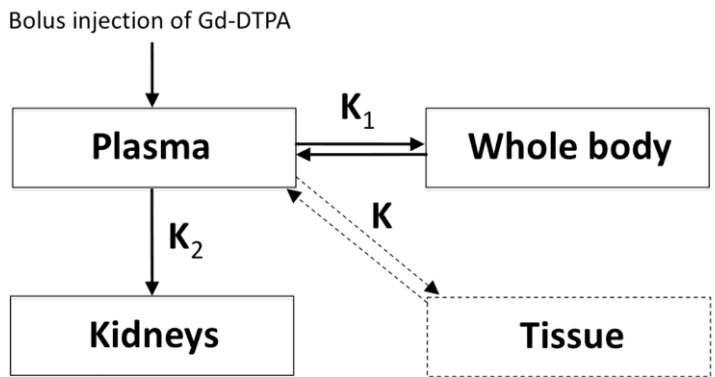 Bolus injection of Gd-DTPA
Plasma
K₁
Whole body
K₂
K
Kidneys
Tissue